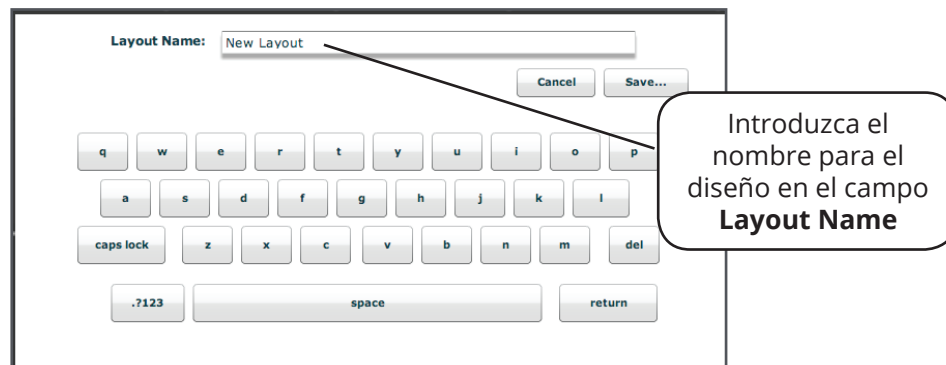 Layout Name: New Layout
Cancel Save...
Introduzca el
nombre para el
diseño en el campo
Layout Name
q w e r t y u i o p
a s d f g h j k l
caps lock z x c v b n m del
.?123 space return